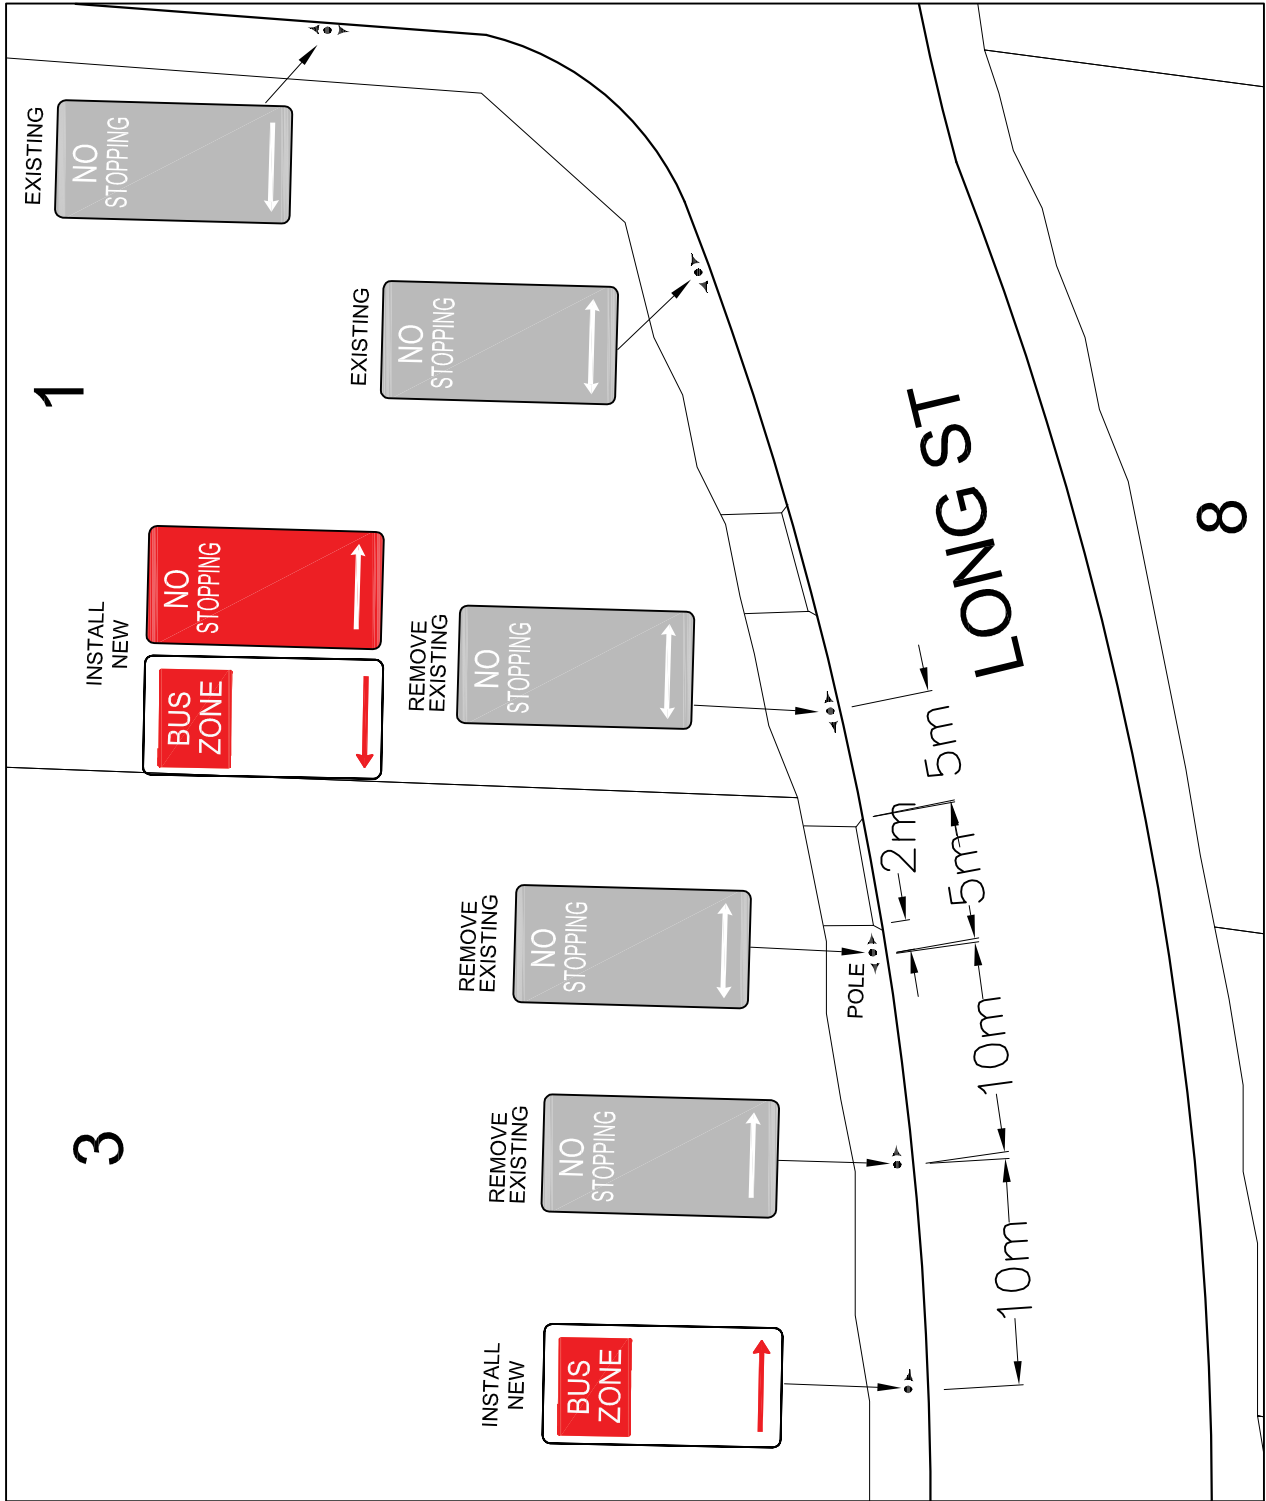 EXISTING
NO
STOPPING
EXISTING
NO
STOPPING
1
INSTALL
NEW
NO
STOPPING
BUS
ZONE
REMOVE
EXISTING
NO
STOPPING
LONG ST
8
5m
2m
5m
REMOVE
EXISTING
NO
STOPPING
POLE
10m
3
REMOVE
EXISTING
NO
STOPPING
10m
INSTALL
NEW
BUS
ZONE